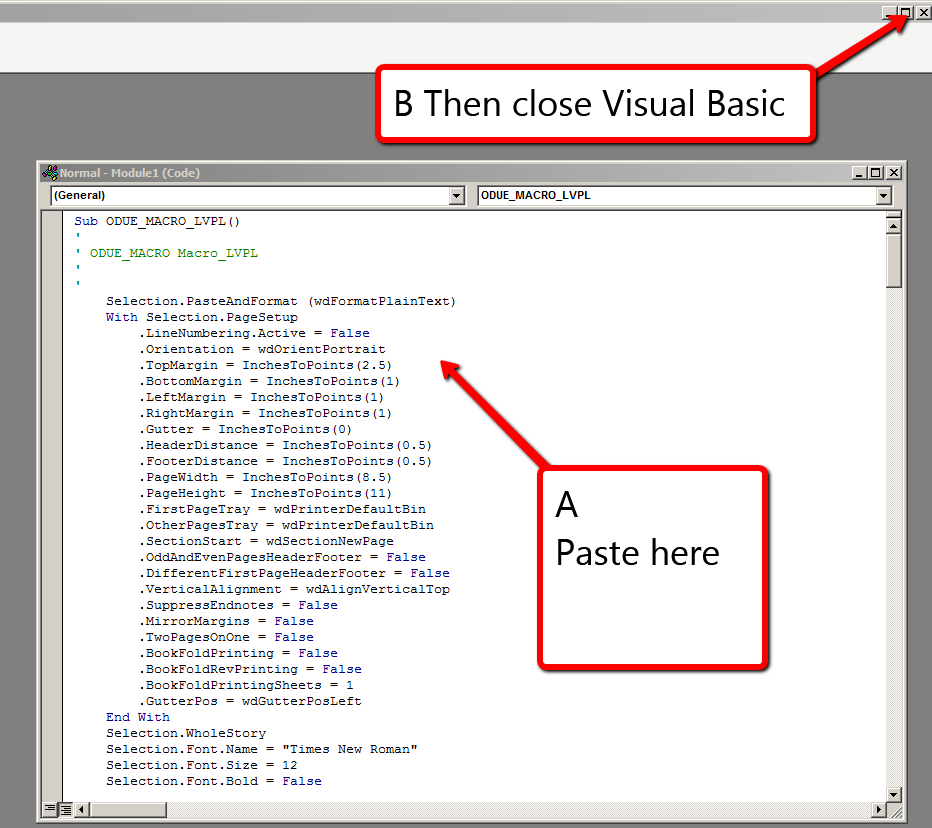 B Then close Visual Basic
Normal - Module1 (Code)
(General)
ODUE_MACRO_LVPL
Sub ODUE_MACRO_LVPL()
'
' ODUE_MACRO Macro_LVPL
'
'
    Selection.PasteAndFormat (wdFormatPlainText)
    With Selection.PageSetup
        .LineNumbering.Active = False
        .Orientation = wdOrientPortrait
        .TopMargin = InchesToPoints(2.5)
        .BottomMargin = InchesToPoints(1)
        .LeftMargin = InchesToPoints(1)
        .RightMargin = InchesToPoints(1)
        .Gutter = InchesToPoints(0)
        .HeaderDistance = InchesToPoints(0.5)
        .FooterDistance = InchesToPoints(0.5)
        .PageWidth = InchesToPoints(8.5)
        .PageHeight = InchesToPoints(11)
        .FirstPageTray = wdPrinterDefaultBin
        .OtherPagesTray = wdPrinterDefaultBin
        .SectionStart = wdSectionNewPage
        .OddAndEvenPagesHeaderFooter = False
        .DifferentFirstPageHeaderFooter = False
        .VerticalAlignment = wdAlignVerticalTop
        .SuppressEndnotes = False
        .MirrorMargins = False
        .TwoPagesOnOne = False
        .BookFoldPrinting = False
        .BookFoldRevPrinting = False
        .BookFoldPrintingSheets = 1
        .GutterPos = wdGutterPosLeft
    End With
    Selection.WholeStory
    Selection.Font.Name = "Times New Roman"
    Selection.Font.Size = 12
    Selection.Font.Bold = False
A
Paste here